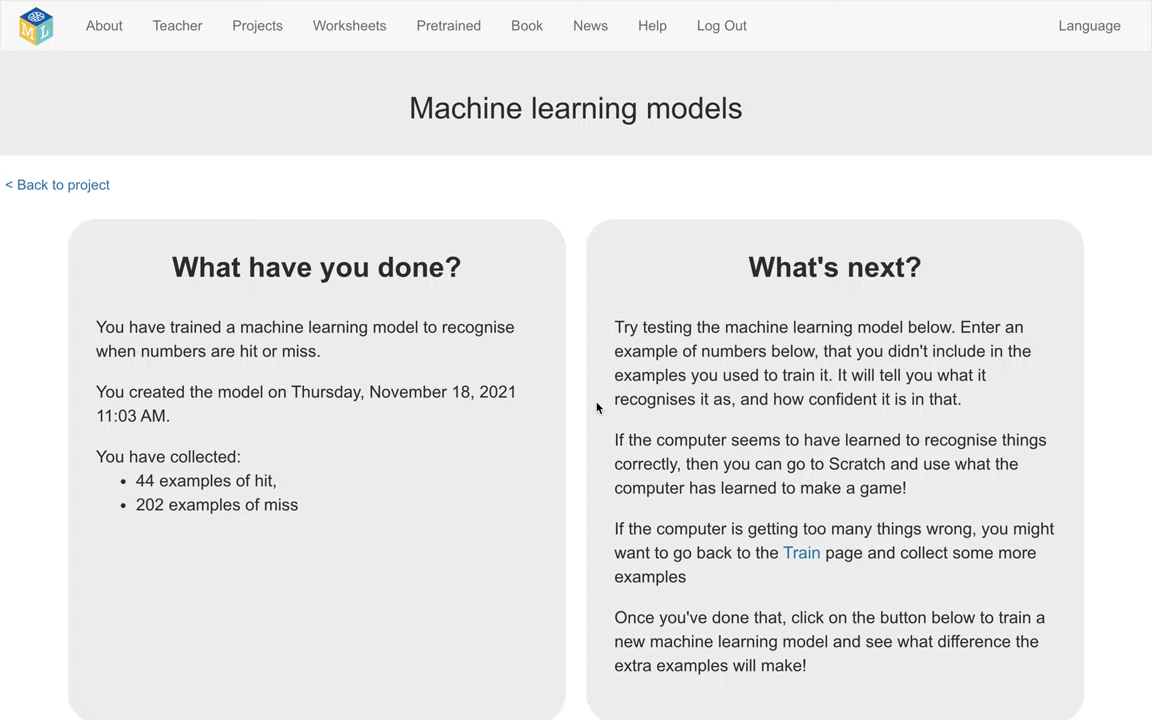 About Teacher Projects Worksheets Pretrained Book News Help Log Out Language
Machine learning models
< Back to project
What have you done?
You have trained a machine learning model to recognise
when numbers are hit or miss.
You created the model on Thursday, November 18, 2021
11:03 AM.
You have collected:
• 44 examples of hit,
• 202 examples of miss
What's next?
Try testing the machine learning model below. Enter an
example of numbers below, that you didn't include in the
examples you used to train it. It will tell you what it
recognises it as, and how confident it is in that.
If the computer seems to have learned to recognise things
correctly, then you can go to Scratch and use what the
computer has learned to make a game!
If the computer is getting too many things wrong, you might
want to go back to the Train page and collect some more
examples
Once you've done that, click on the button below to train a
new machine learning model and see what difference the
extra examples will make!